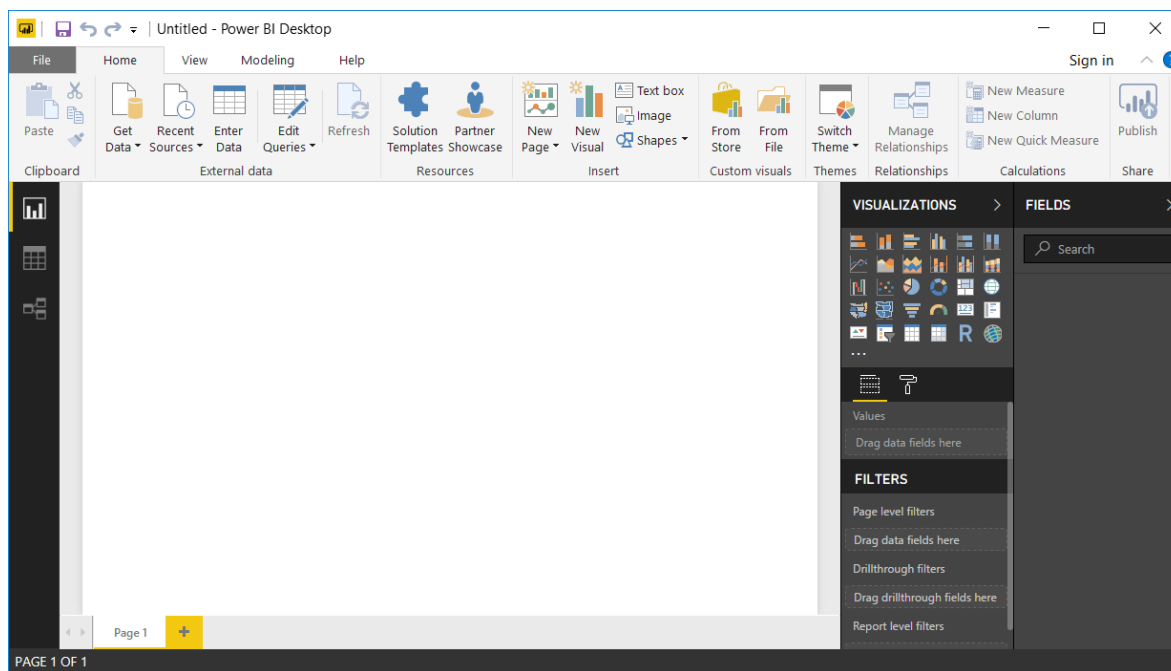 Untitled - Power BI Desktop
File Home View Modeling Help Sign in
Paste
Clipboard
Get Data
Recent Sources
Enter Data
Edit Queries
Refresh
External data
Solution Templates
Partner Showcase
Resources
New Page
New Visual
Text box
Image
Shapes
Insert
From Store
From File
Custom visuals
Switch Theme
Themes
Manage Relationships
Relationships
New Measure
New Column
New Quick Measure
Calculations
Publish
Share
VISUALIZATIONS
123
R
Values
Drag data fields here
FILTERS
Page level filters
Drag data fields here
Drillthrough filters
Drag drillthrough fields here
Report level filters
FIELDS
Search
Page 1
PAGE 1 OF 1